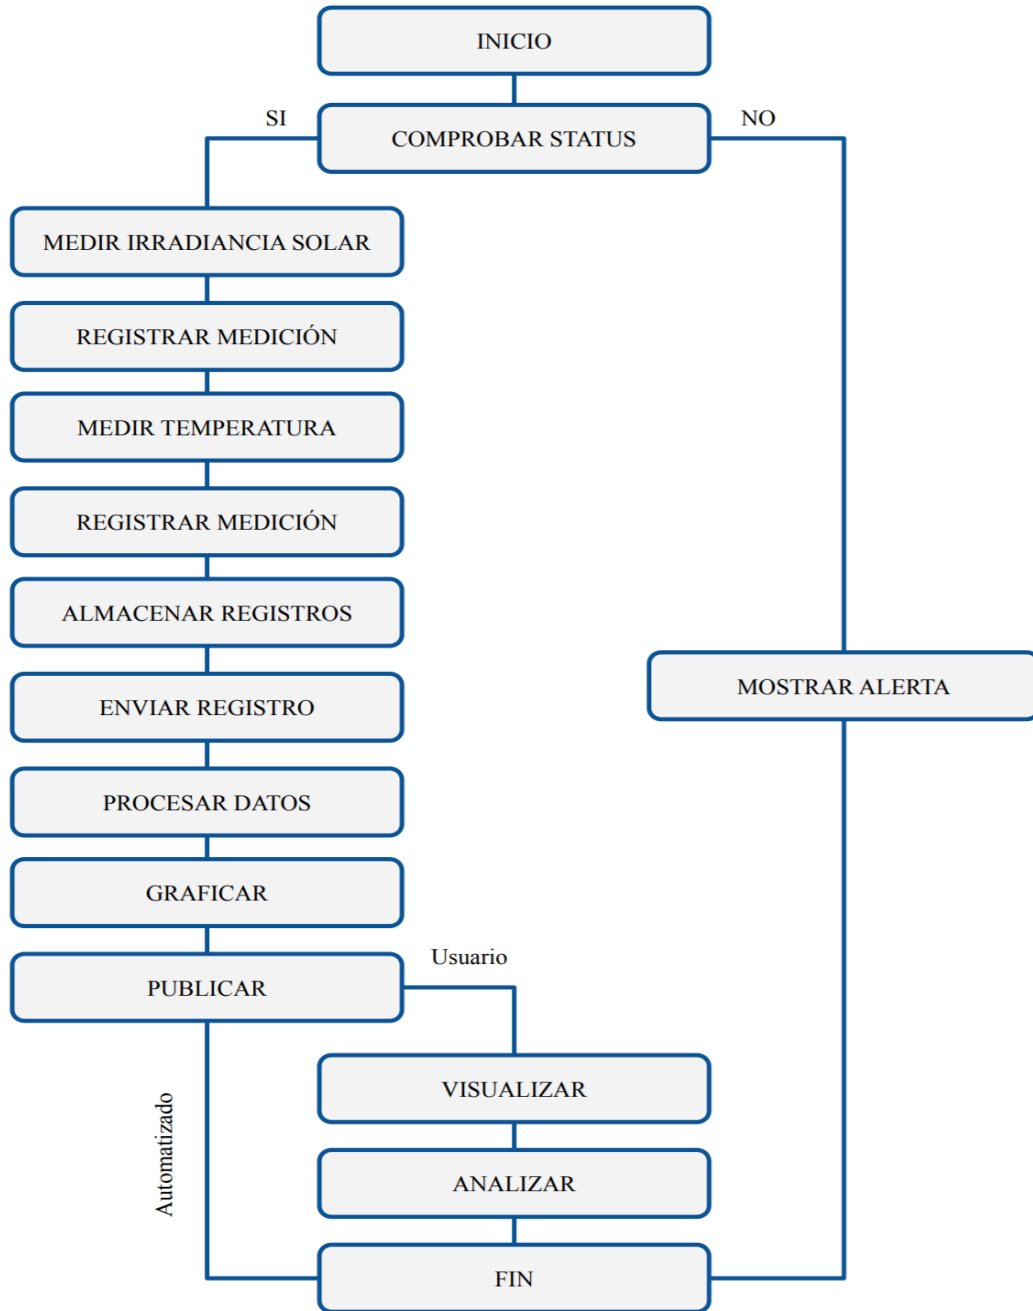 INICIO
SI
NO
COMPROBAR STATUS
MEDIR IRRADIANCIA SOLAR
REGISTRAR MEDICIÓN
MEDIR TEMPERATURA
REGISTRAR MEDICIÓN
ALMACENAR REGISTROS
ENVIAR REGISTRO
MOSTRAR ALERTA
PROCESAR DATOS
GRAFICAR
PUBLICAR
Usuario
Automatizado
VISUALIZAR
ANALIZAR
FIN